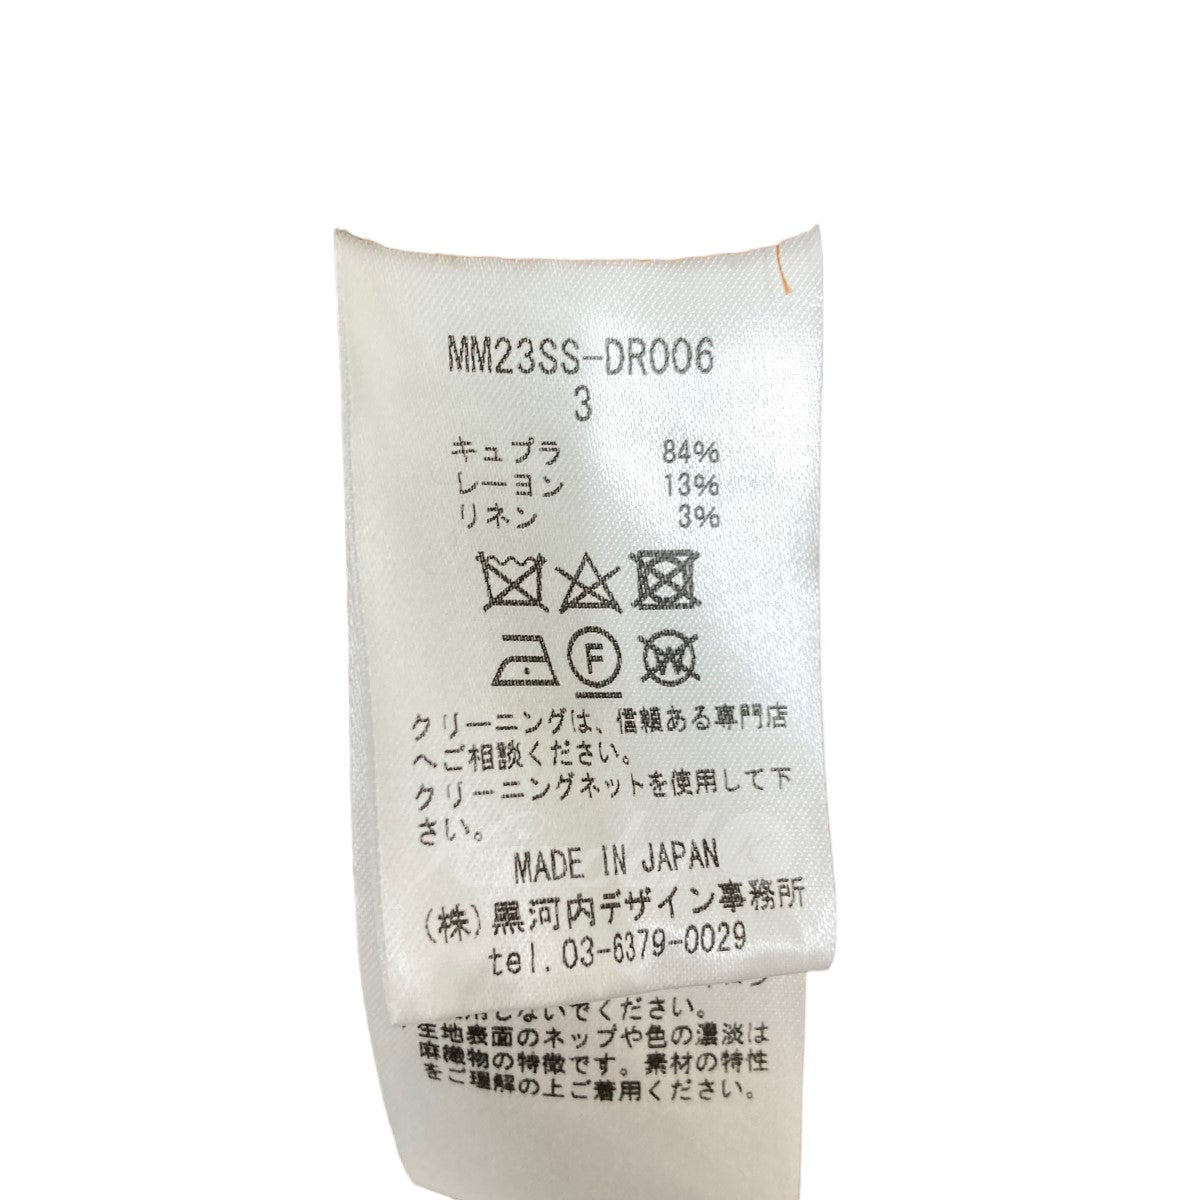 MM23SS-DR006
3
キュプラ 84%
レーヨン 13%
リネン 3%
F
W
クリーニングは、信頼ある専門店
へご相談ください。
クリーニングネットを使用して下
さい。
MADE IN JAPAN
(株)黒河内デザイン事務所
tel. 03-6379-0029
しないでください。
生地表面のネップや色の濃淡は
麻織物の特徴です。素材の特性
をご理解の上ご着用ください。